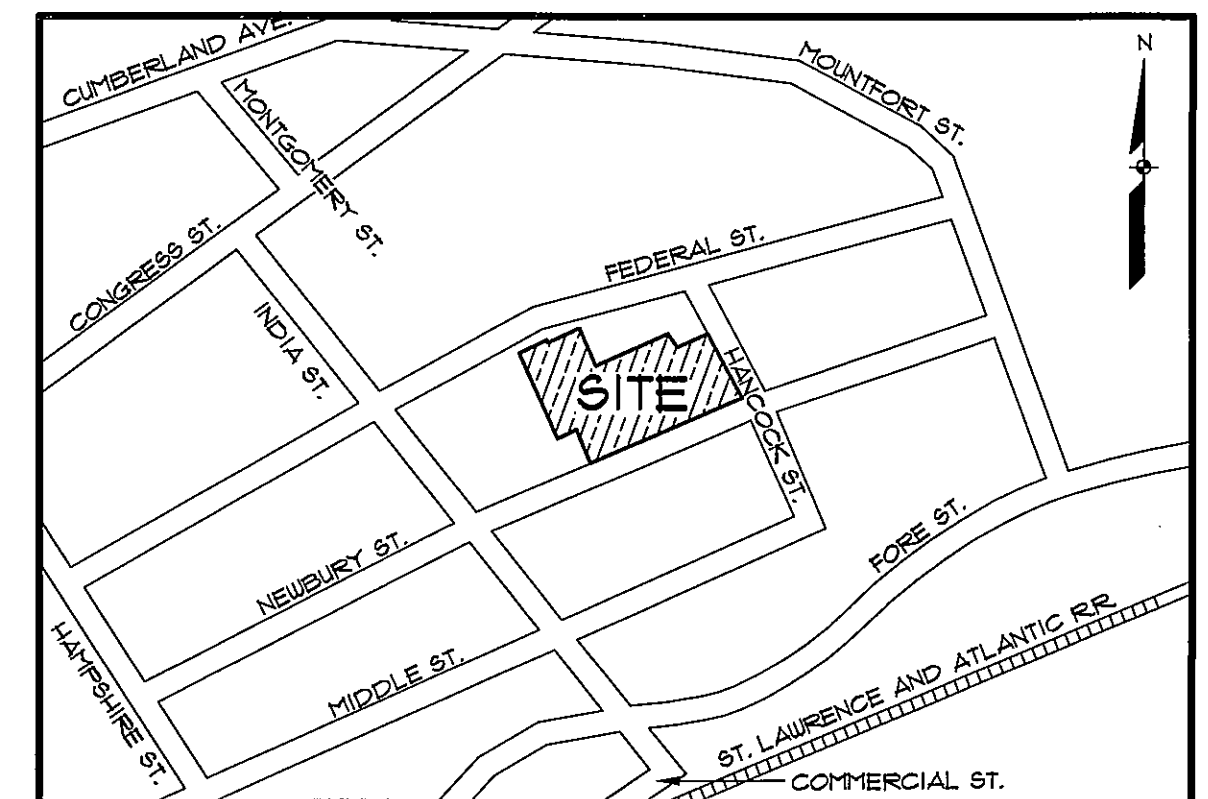 CUMBERLAND AVE.
MONTGOMERY ST.
MOUNTFORT ST.
N
CONGRESS ST.
FEDERAL ST.
INDIA ST.
SITE
HANCOCK ST.
NEWBURY ST.
FORE ST.
HAMPSHIRE ST.
MIDDLE ST.
ST. LAWRENCE AND ATLANTIC RR
COMMERCIAL ST.